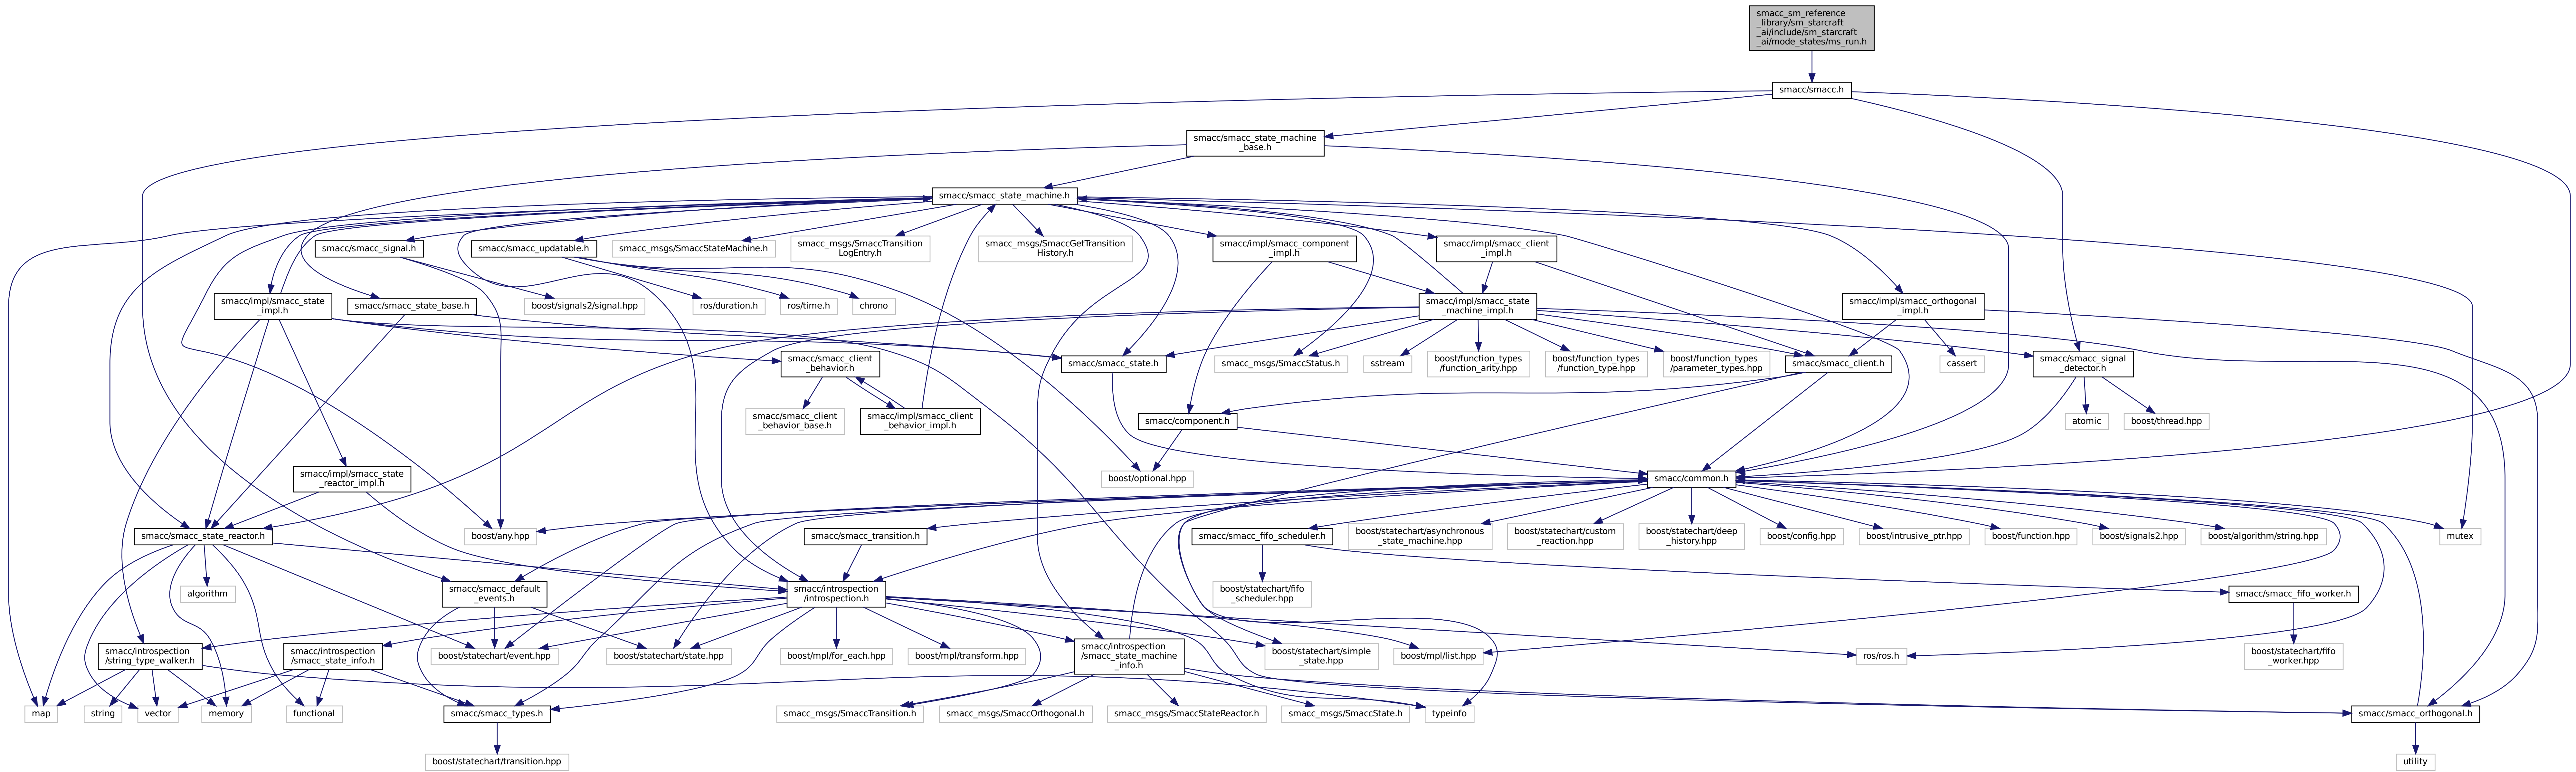 smacc_sm_reference
_library/sm_starcraft
_ai/include/sm_starcraft
_ai/mode_states/ms_run.h
smacc/smacc.h
smacc/smacc_state_machine
_base.h
smacc/smacc_state_machine.h
smacc/smacc_signal.h
smacc/smacc_updatable.h
smacc_msgs/SmaccStateMachine.h
smacc_msgs/SmaccTransition
LogEntry.h
smacc_msgs/SmaccGetTransition
History.h
smacc/impl/smacc_component
_impl.h
smacc/impl/smacc_client
_impl.h
smacc/impl/smacc_state
_impl.h
smacc/smacc_state_base.h
boost/signals2/signal.hpp
ros/duration.h
ros/time.h
chrono
smacc/impl/smacc_state
_machine_impl.h
smacc/impl/smacc_orthogonal
_impl.h
smacc/smacc_client
_behavior.h
smacc/smacc_state.h
smacc_msgs/SmaccStatus.h
sstream
boost/function_types
/function_arity.hpp
boost/function_types
/function_type.hpp
boost/function_types
/parameter_types.hpp
smacc/smacc_client.h
cassert
smacc/smacc_signal
_detector.h
smacc/smacc_client
_behavior_base.h
smacc/impl/smacc_client
_behavior_impl.h
smacc/component.h
atomic
boost/thread.hpp
smacc/impl/smacc_state
_reactor_impl.h
boost/optional.hpp
smacc/common.h
smacc/smacc_state_reactor.h
boost/any.hpp
smacc/smacc_transition.h
smacc/smacc_fifo_scheduler.h
boost/statechart/asynchronous
_state_machine.hpp
boost/statechart/custom
_reaction.hpp
boost/statechart/deep
_history.hpp
boost/config.hpp
boost/intrusive_ptr.hpp
boost/function.hpp
boost/signals2.hpp
boost/algorithm/string.hpp
mutex
algorithm
smacc/smacc_default
_events.h
smacc/introspection
/introspection.h
boost/statechart/fifo
_scheduler.hpp
smacc/smacc_fifo_worker.h
smacc/introspection
/string_type_walker.h
smacc/introspection
/smacc_state_info.h
boost/statechart/event.hpp
boost/statechart/state.hpp
boost/mpl/for_each.hpp
boost/mpl/transform.hpp
smacc/introspection
/smacc_state_machine
_info.h
boost/statechart/simple
_state.hpp
boost/mpl/list.hpp
ros/ros.h
boost/statechart/fifo
_worker.hpp
map
string
vector
memory
functional
smacc/smacc_types.h
smacc_msgs/SmaccTransition.h
smacc_msgs/SmaccOrthogonal.h
smacc_msgs/SmaccStateReactor.h
smacc_msgs/SmaccState.h
typeinfo
smacc/smacc_orthogonal.h
boost/statechart/transition.hpp
utility